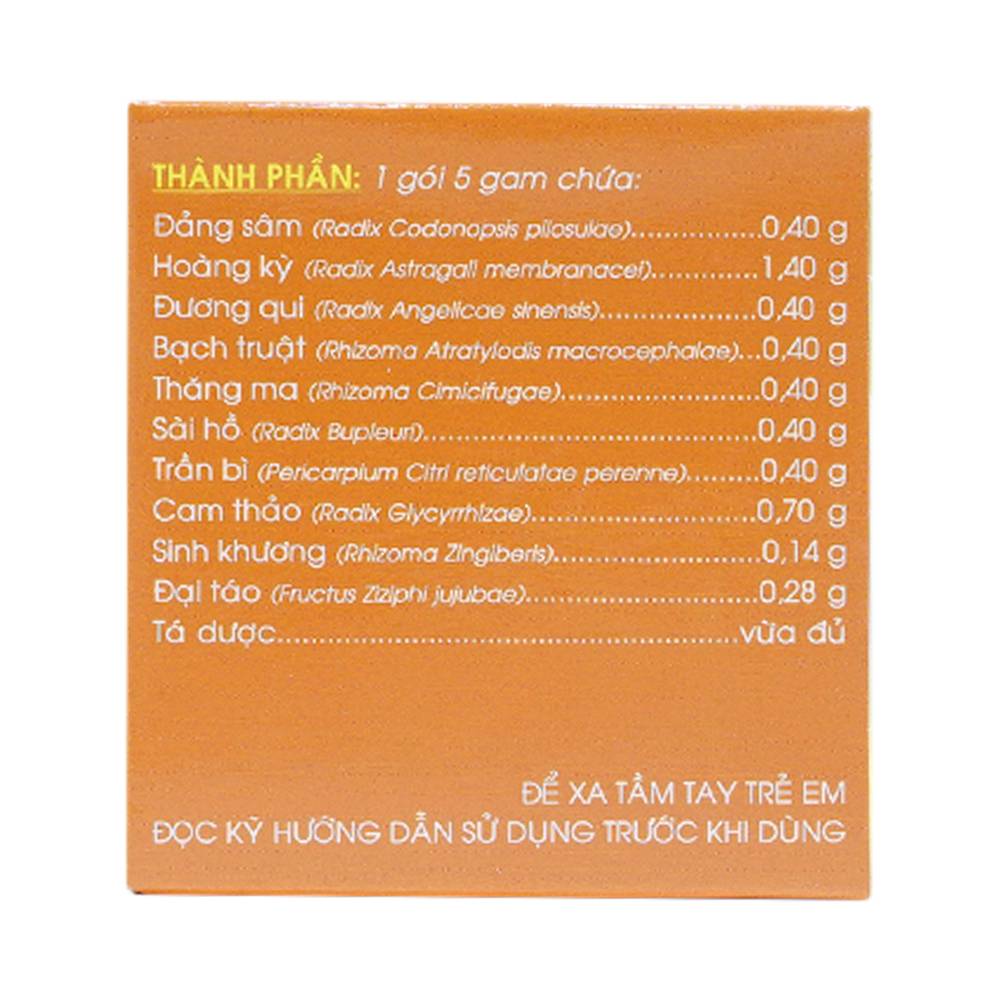 THÀNH PHẦN: 1 gói 5 gam chứa:
Đảng sâm (Radix Codonopsis pilosulae)................0,40 g
Hoàng kỳ (Radix Astragali membranacei).............1,40 g
Đương qui (Radix Angelicae sinensis)...................0,40 g
Bạch truật (Rhizoma Atratylodis macrocephalae)...0,40 g
Thăng ma (Rhizoma Cimicifugae)........................0,40 g
Sài hồ (Radix Bupleuri).........................................0,40 g
Trần bì (Pericarpium Citri reticulatae perenne).........0,40 g
Cam thảo (Radix Glycyrrhizae)............................0,70 g
Sinh khương (Rhizoma Zingiberis).........................0,14 g
Đại táo (Fructus Ziziphi jujubae)............................0,28 g
Tá dược........................................................vừa đủ
ĐỂ XA TẦM TAY TRẺ EM
ĐỌC KỸ HƯỚNG DẪN SỬ DỤNG TRƯỚC KHI DÙNG